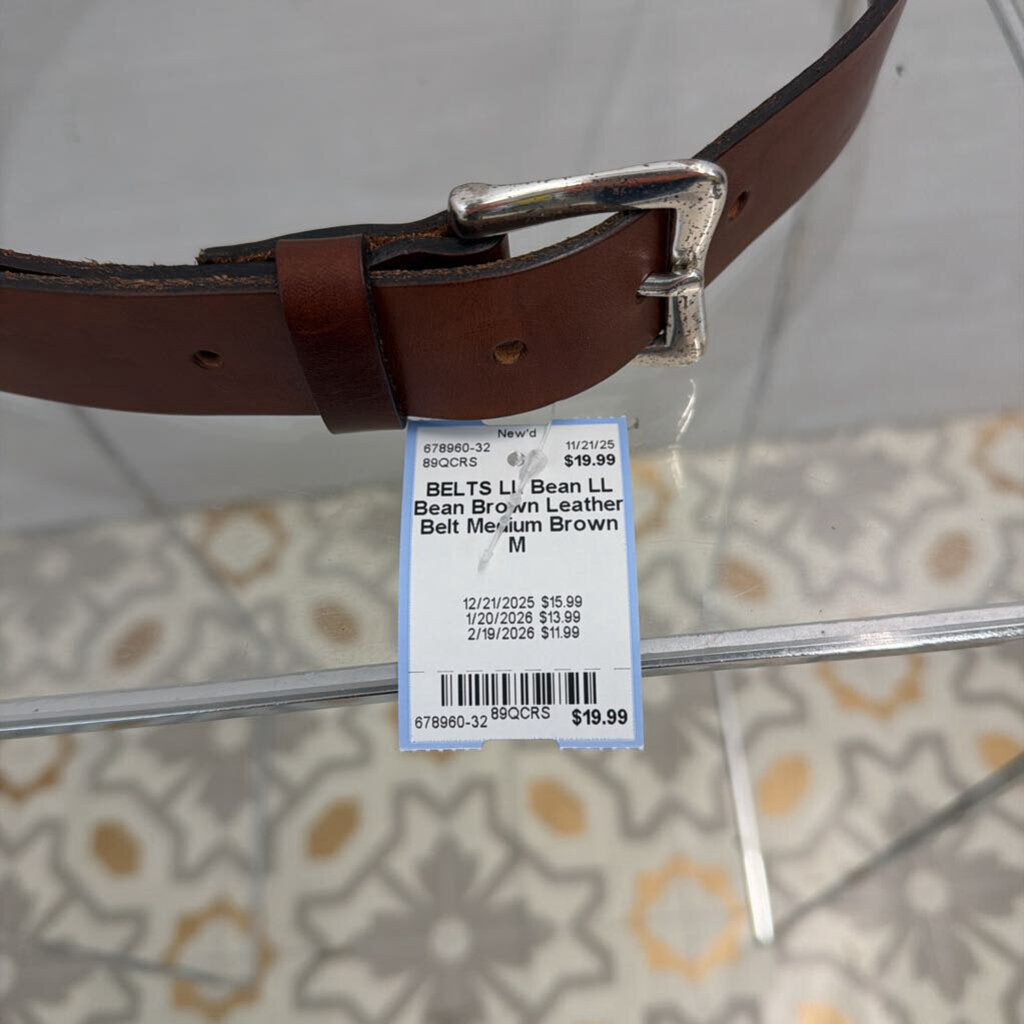 New'd
678960-32 11/21/25
89QCRS $19.99
BELTS LL Bean LL
Bean Brown Leather
Belt Medium Brown
M
12/21/2025 $15.99
1/20/2026 $13.99
2/19/2026 $11.99
678960-32 89QCRS $19.99